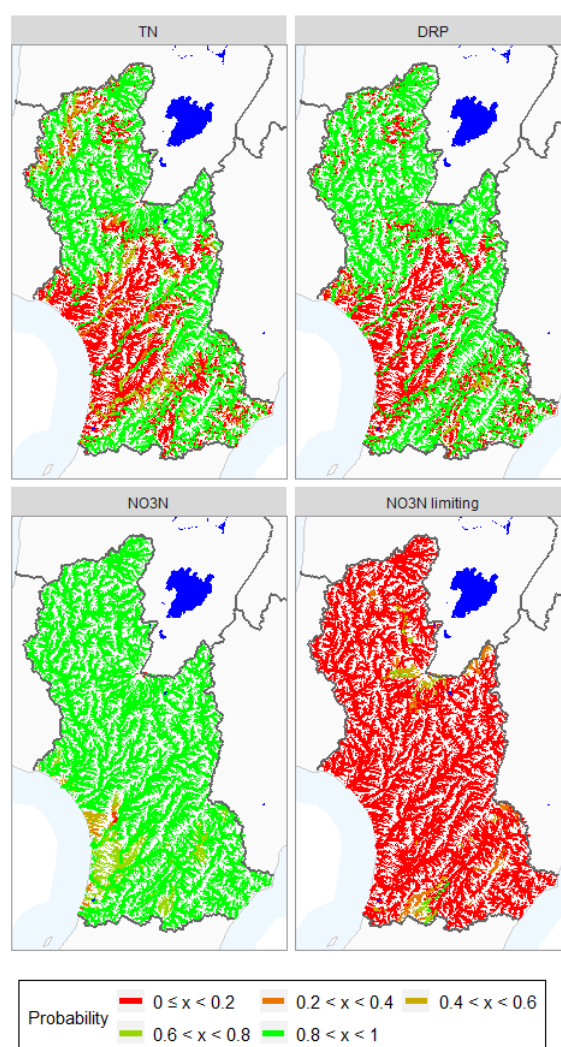 TN
DRP
NO3N
NO3N limiting
Probability
0 ≤ x < 0.2
0.2 < x < 0.4
0.4 < x < 0.6
0.6 < x < 0.8
0.8 < x < 1